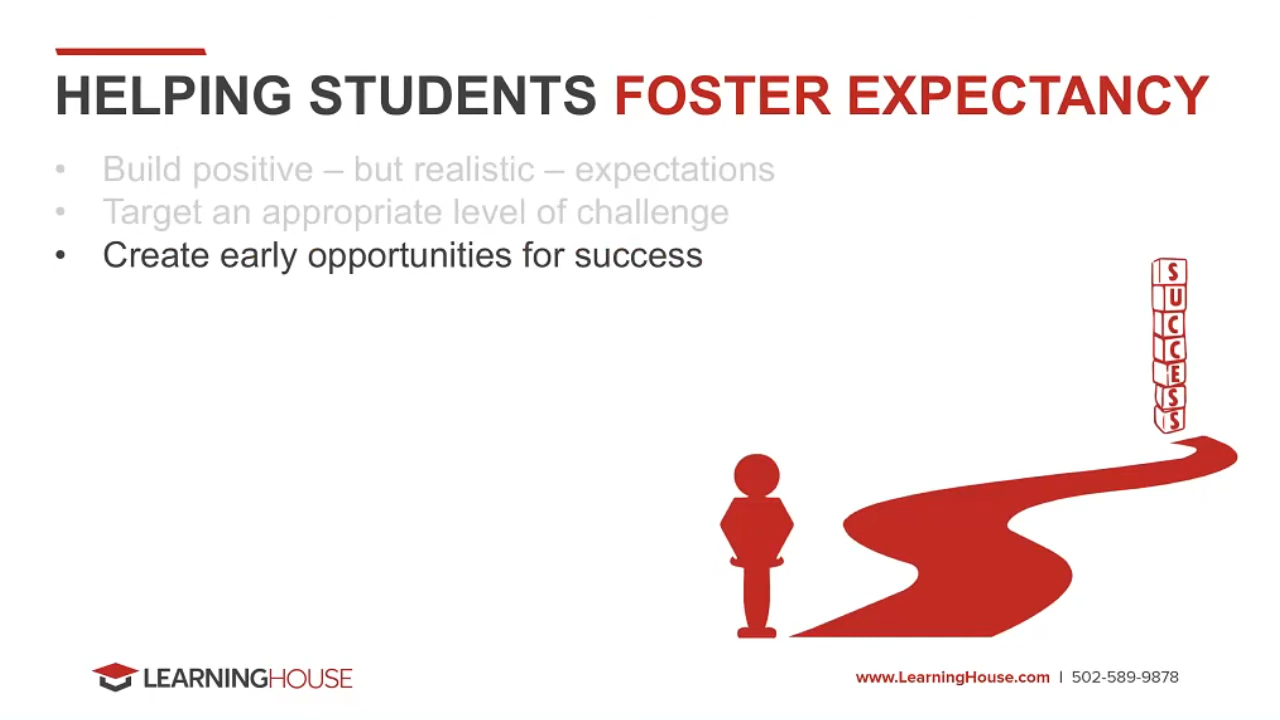 HELPING STUDENTS FOSTER EXPECTANCY
• Build positive – but realistic – expectations
• Target an appropriate level of challenge
• Create early opportunities for success
S
U
C
C
E
S
S
LEARNINGHOUSE
www.LearningHouse.com | 502-589-9878